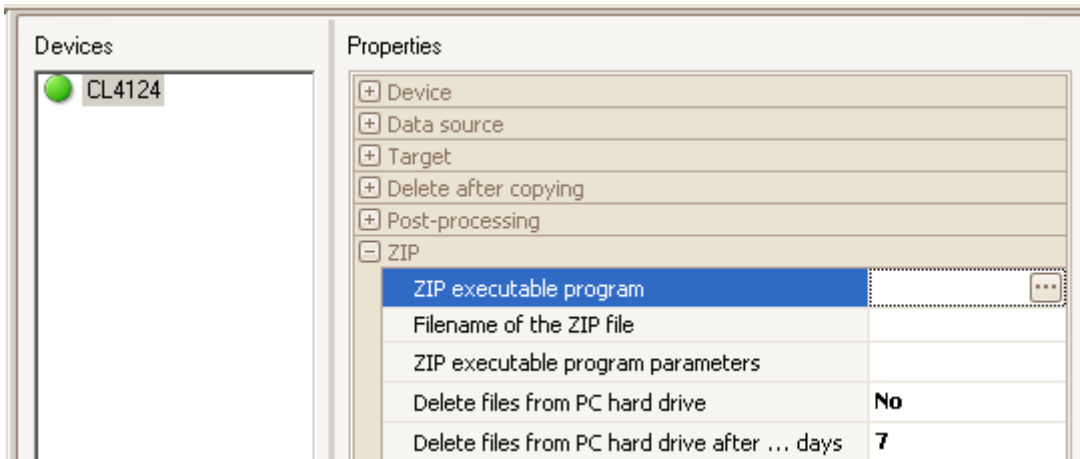 Devices
CL4124
Properties
Device
Data source
Target
Delete after copying
Post-processing
ZIP
ZIP executable program
Filename of the ZIP file
ZIP executable program parameters
Delete files from PC hard drive No
Delete files from PC hard drive after ... days 7